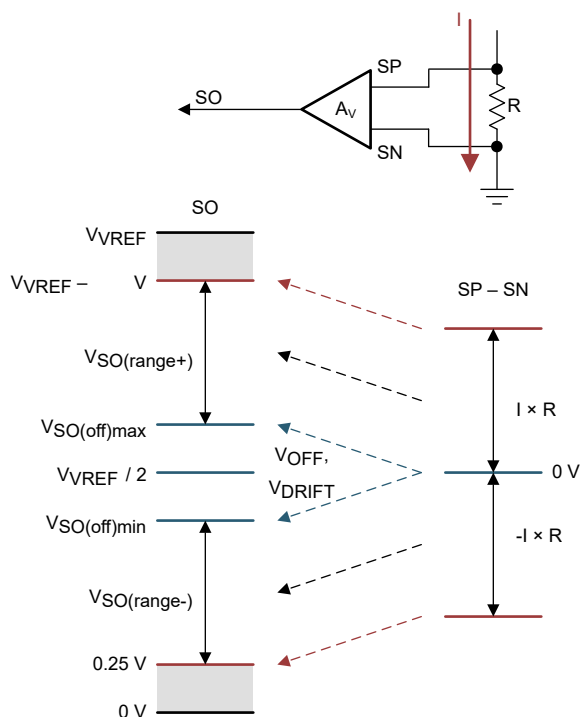 I
SP
SO
AV
R
SN
SO
VVREF
VVREF – V
SP – SN
VSO(range+)
I × R
VSO(off)max
VOFF,
VVREF / 2
0 V
VDRIFT
VSO(off)min
-I × R
VSO(range-)
0.25 V
0 V